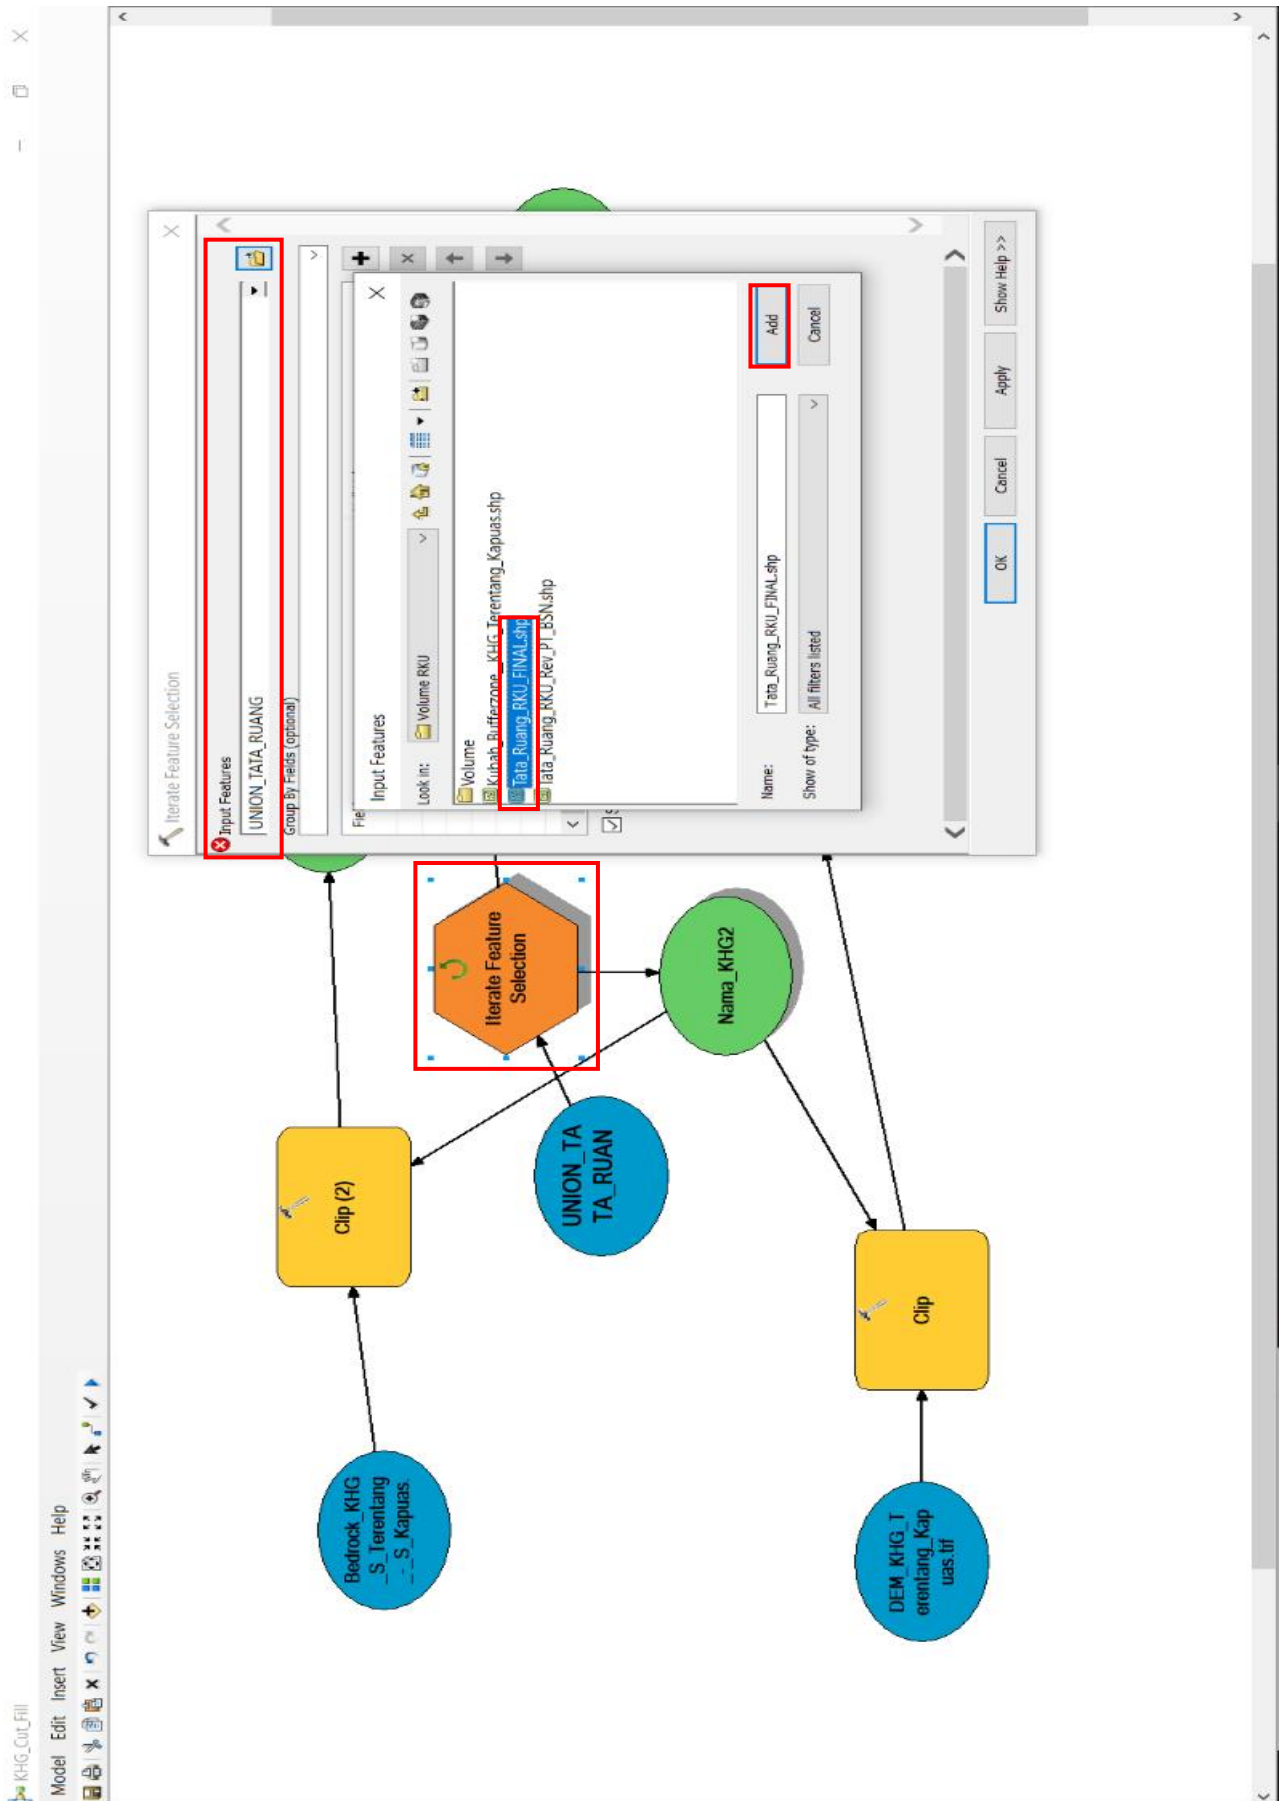 KHG_Cut_Fill
Model Edit Insert View Windows Help
Iterate Feature Selection
Input Features
UNION_TATA_RUANG
Group By Fields (optional)
Fie
Input Features
Look in:
Volume RKU
Volume
Kubah_Bufferzone_KHG_Terentang_Kapuas.shp
Tata_Ruang_RKU_FINAL.shp
Tata_Ruang_RKU_Rev_PT_BSN.shp
Name:
Tata_Ruang_RKU_FINAL.shp
Add
Show of type:
All filters listed
Cancel
OK
Cancel
Apply
Show Help >>
Bedrock_KHG
_S_Terentang
_-_S_Kapuas.
Clip (2)
UNION_TA
TA_RUAN
Iterate Feature
Selection
Nama_KHG2
DEM_KHG_T
erentang_Kap
uas.tif
Clip